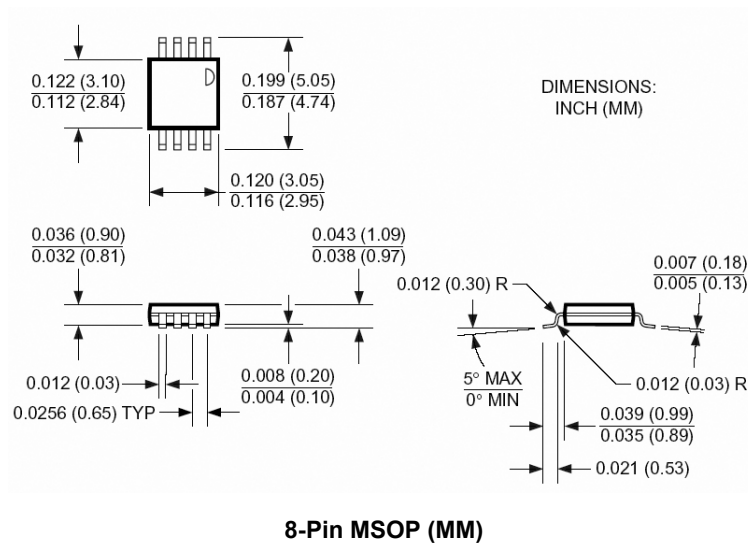 0.122 (3.10)
0.112 (2.84)
0.199 (5.05)
0.187 (4.74)
DIMENSIONS:
INCH (MM)
0.120 (3.05)
0.116 (2.95)
0.036 (0.90)
0.032 (0.81)
0.043 (1.09)
0.038 (0.97)
0.007 (0.18)
0.005 (0.13)
0.012 (0.30) R
0.012 (0.03)
0.008 (0.20)
0.004 (0.10)
5° MAX
0° MIN
0.012 (0.03) R
0.0256 (0.65) TYP
0.039 (0.99)
0.035 (0.89)
0.021 (0.53)
8-Pin MSOP (MM)